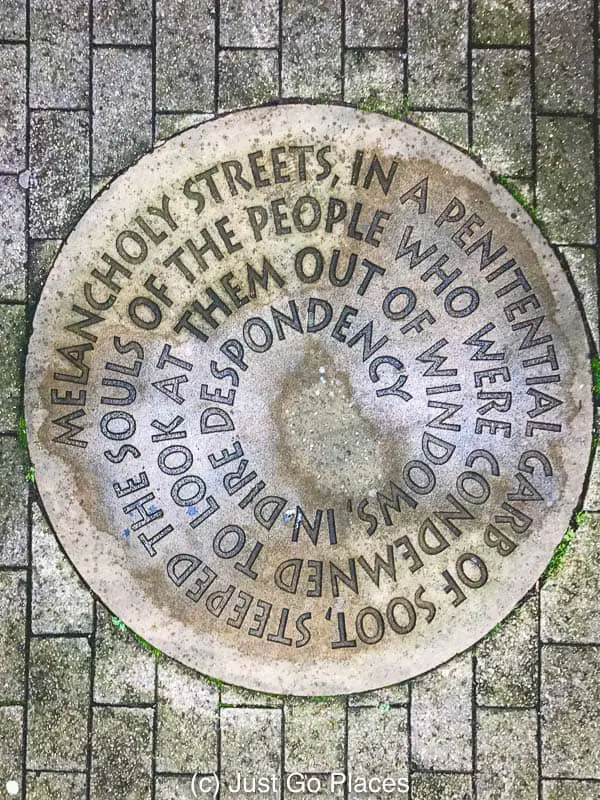 MELANCHOLY STREETS, IN A PENITENTIAL GARB OF SOOT, STEEPED THE SOULS OF THE PEOPLE WHO WERE CONDEMNED TO LOOK AT THEM OUT OF WINDOWS, IN DIRE DESPONDENCY
(c) Just Go Places